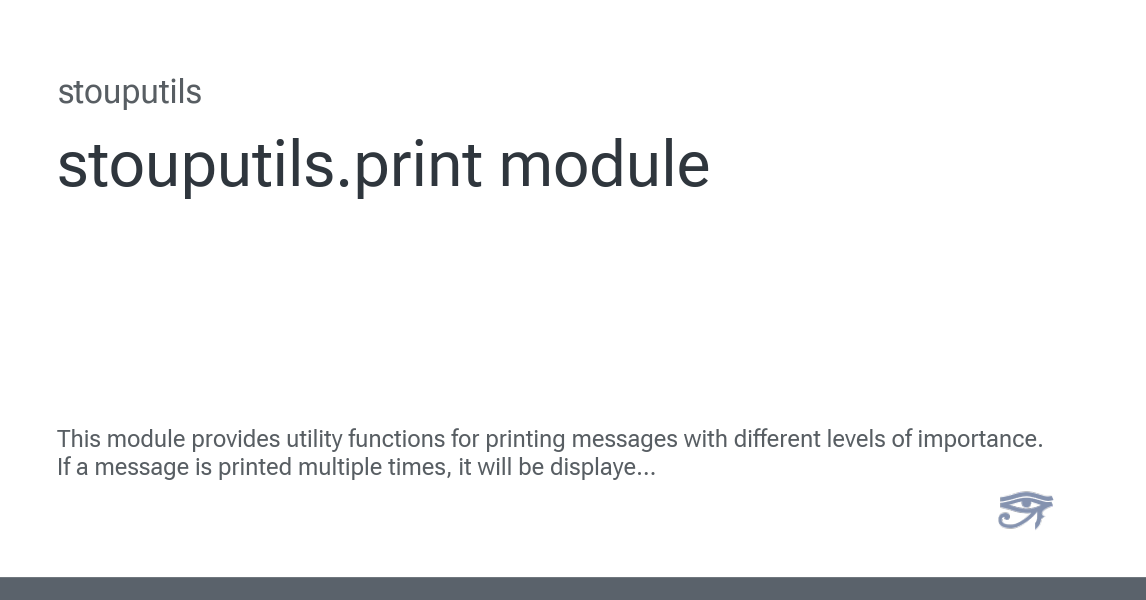 stouputils
stouputils.print module
This module provides utility functions for printing messages with different levels of importance.
If a message is printed multiple times, it will be displaye...